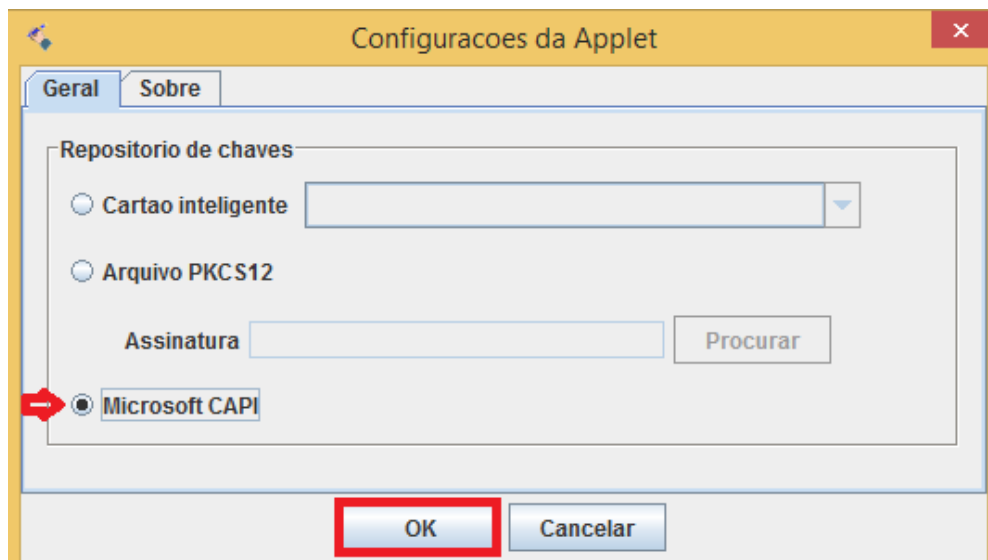 Configuracoes da Applet
Geral Sobre
Repositorio de chaves
Cartao inteligente
Arquivo PKCS12
Assinatura Procurar
Microsoft CAPI
OK Cancelar